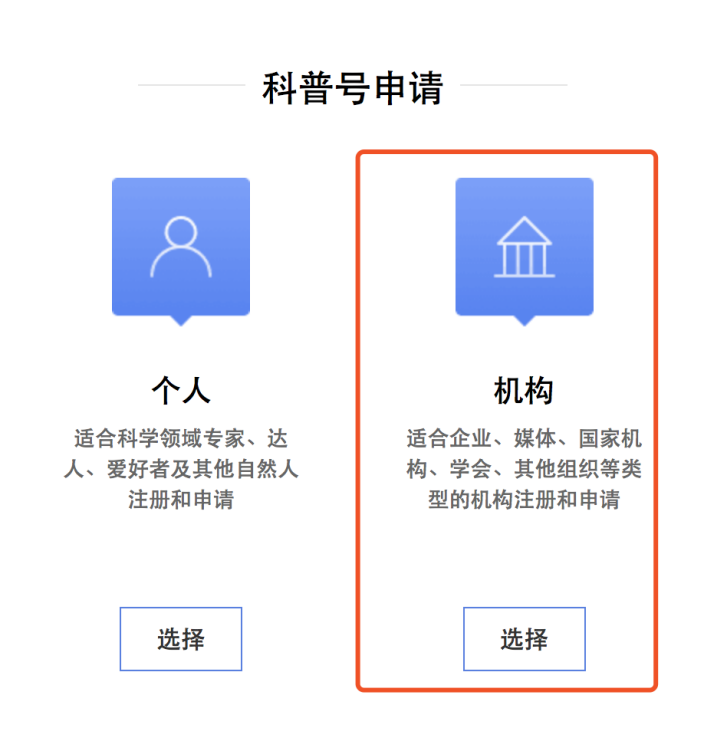 科普号申请
个人
适合科学领域专家、达
人、爱好者及其他自然人
注册和申请
选择
机构
适合企业、媒体、国家机
构、学会、其他组织等类
型的机构注册和申请
选择